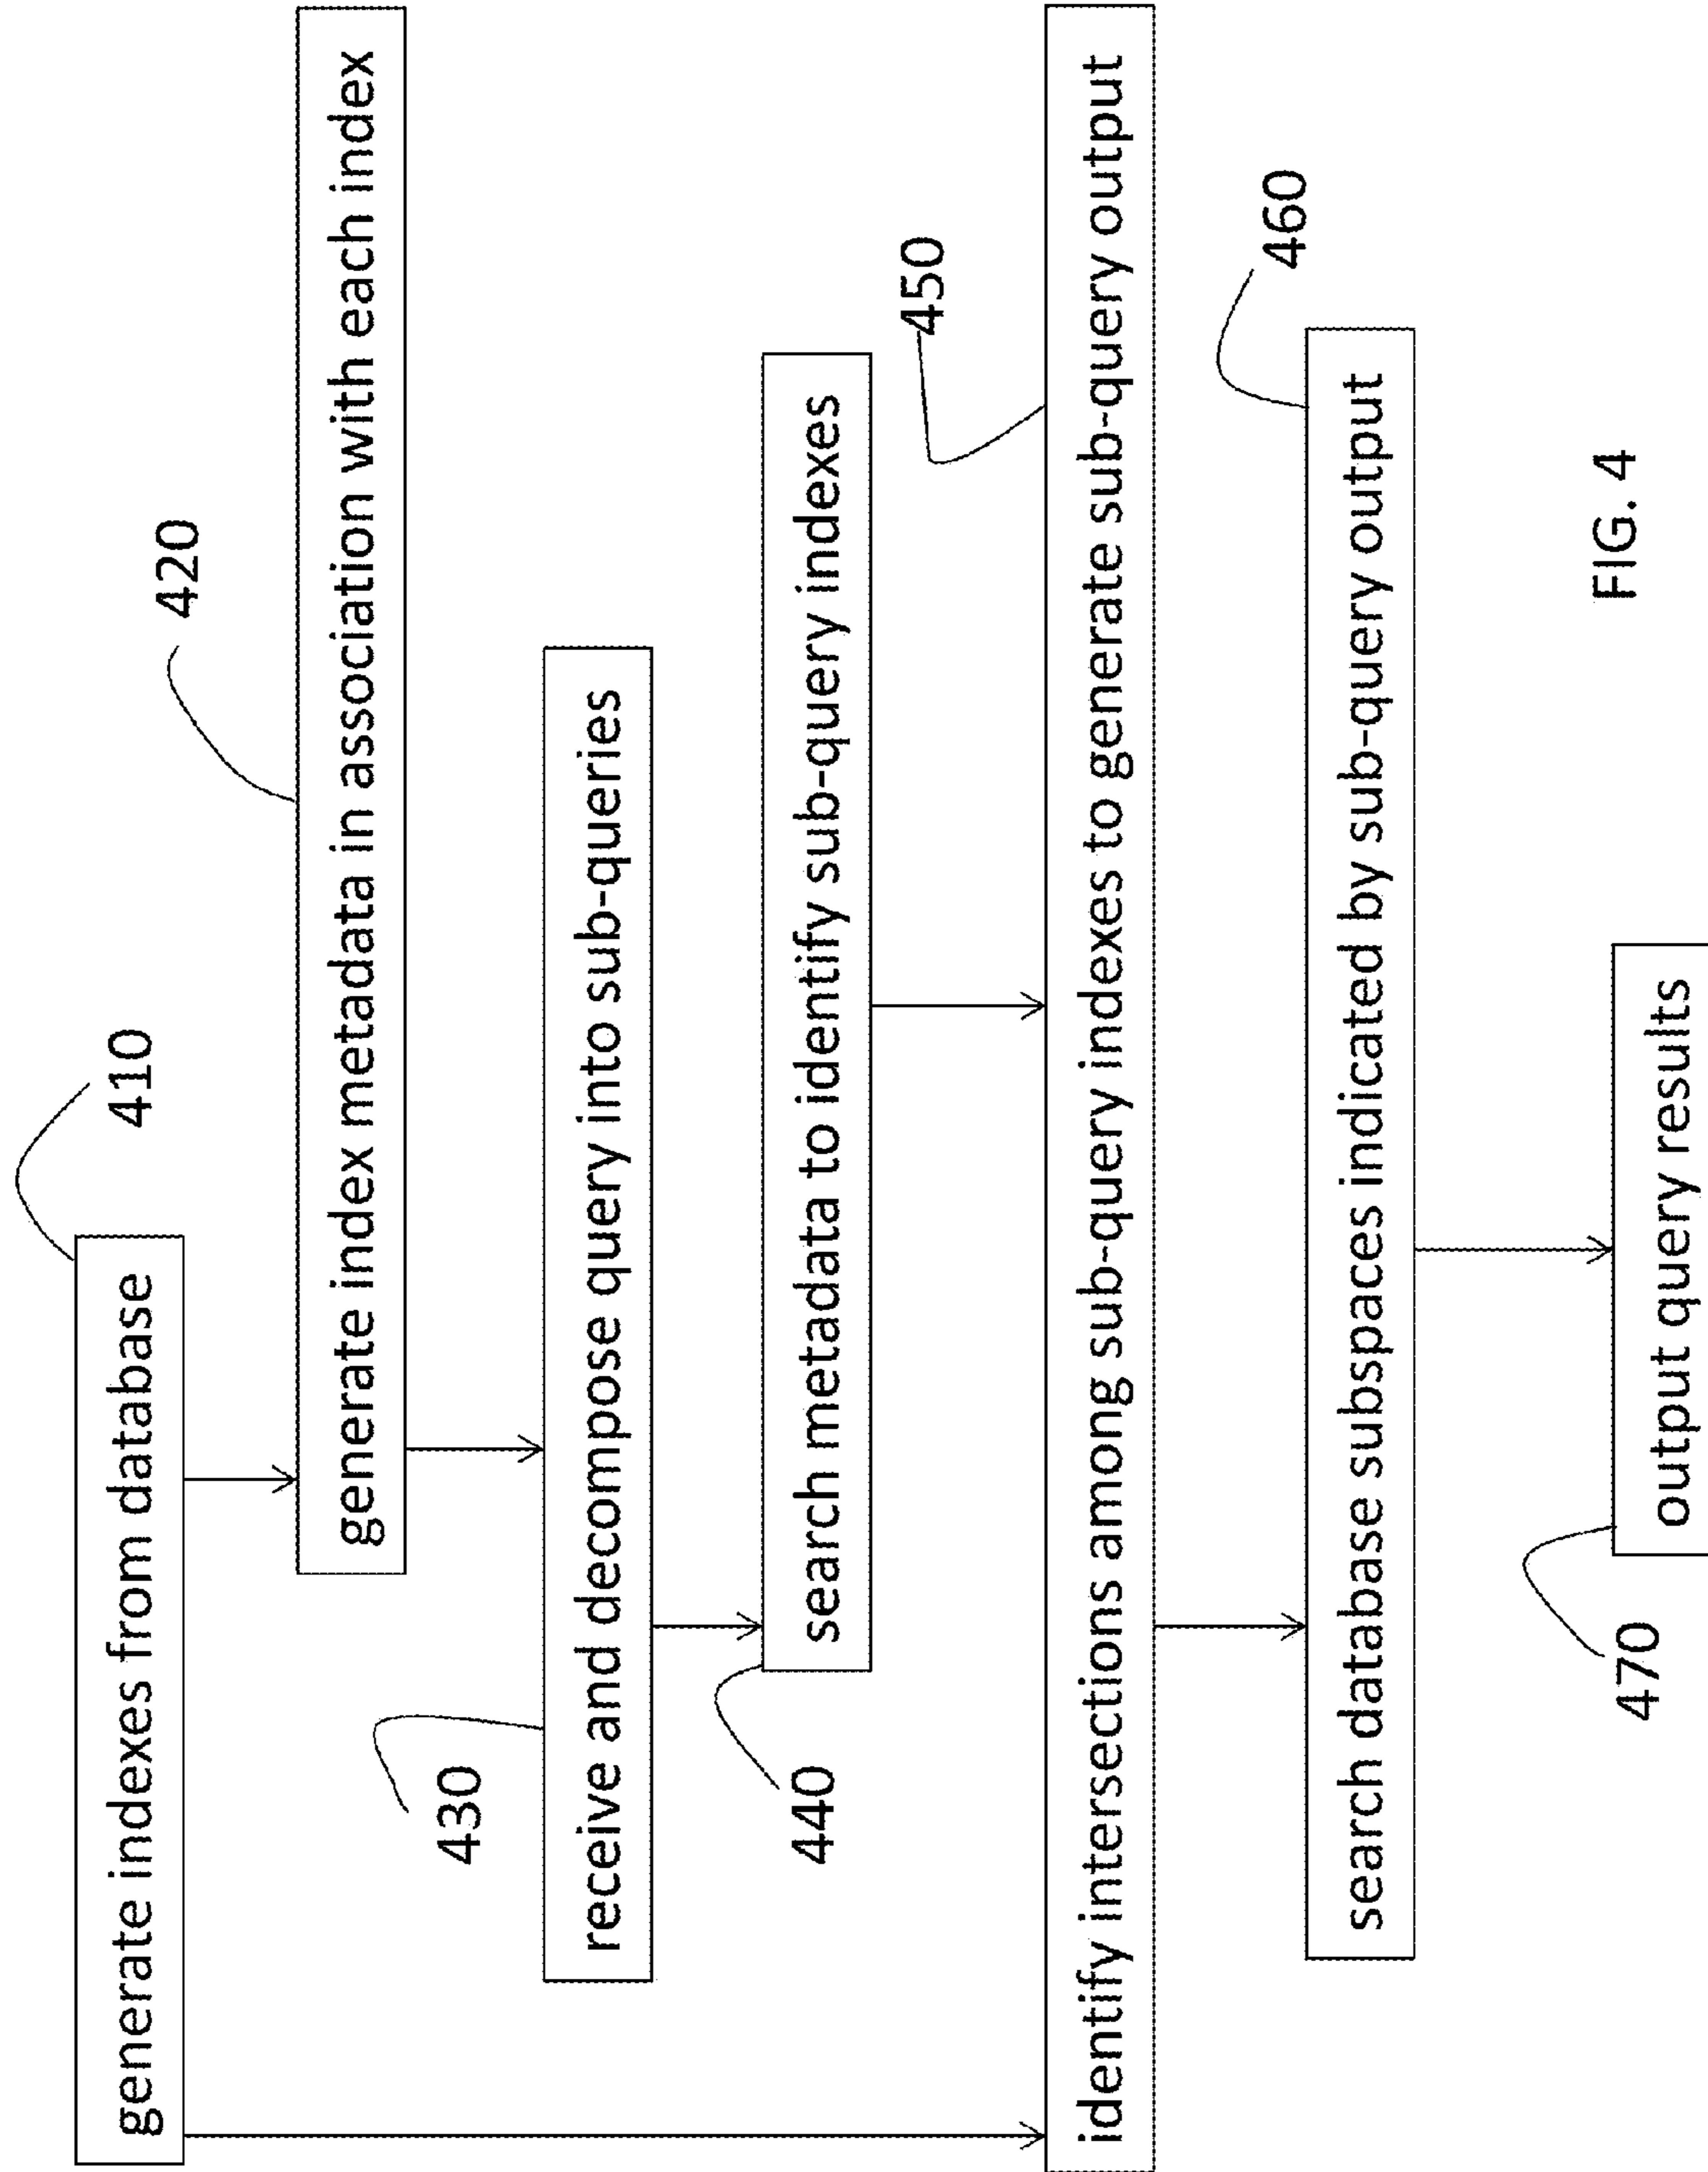 410
generate indexes from database
420
generate index metadata in association with each index
430
receive and decompose query into sub-queries
440
search metadata to identify sub-query indexes
450
identify intersections among sub-query indexes to generate sub-query output
460
search database subspaces indicated by sub-query output
470
output query results
FIG. 4